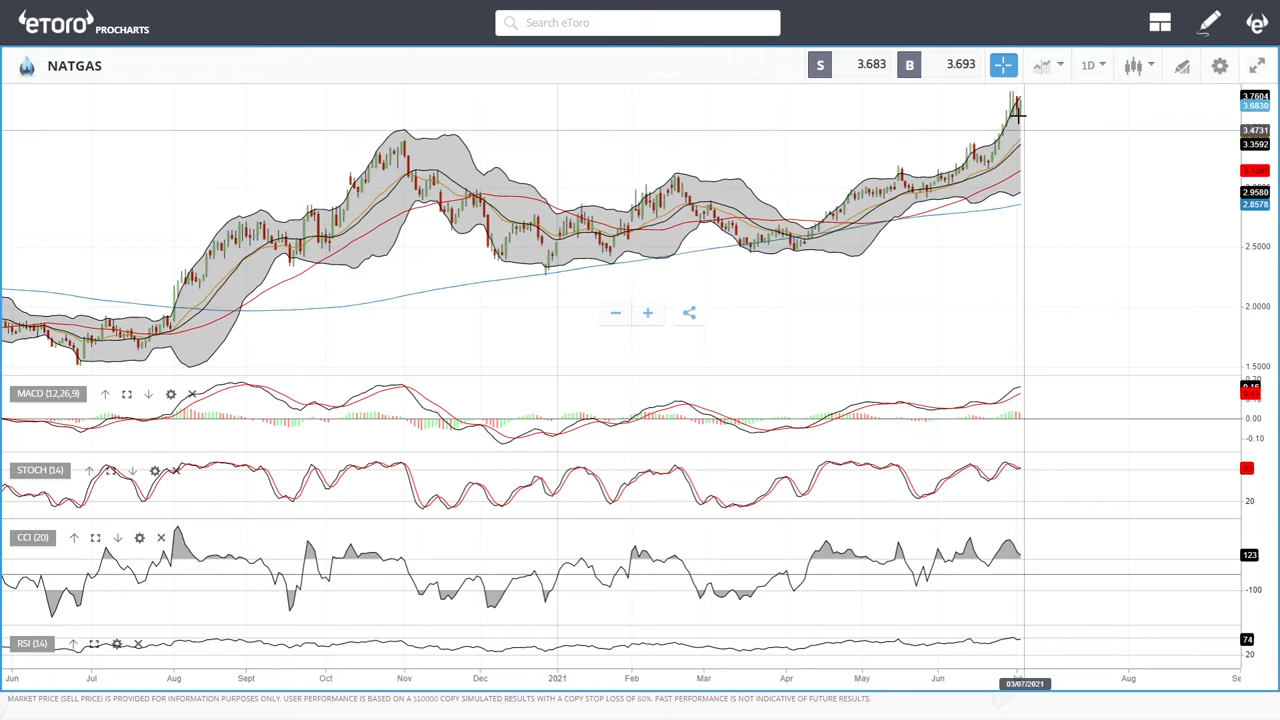 eToro PROCHARTS
Search eToro
NATGAS
S 3.683 B 3.693
1D
3.7604
3.6830
3.4731
3.3592
2.9580
2.8578
2.5000
2.0000
1.5000
MACD (12,26,9)
0.20
0.00
-0.10
STOCH (14)
20
CCI (20)
123
-100
RSI (14)
74
20
Jun Jul Aug Sept Oct Nov Dec 2021 Feb Mar Apr May Jun Aug Se
03/07/2021
MARKET PRICE (SELL PRICE) IS PROVIDED FOR INFORMATION PURPOSES ONLY. USER PERFORMANCE IS BASED ON A $10000 COPY SIMULATED RESULTS WITH A COPY STOP LOSS OF 60%. PAST PERFORMANCE IS NOT INDICATIVE OF FUTURE RESULTS.